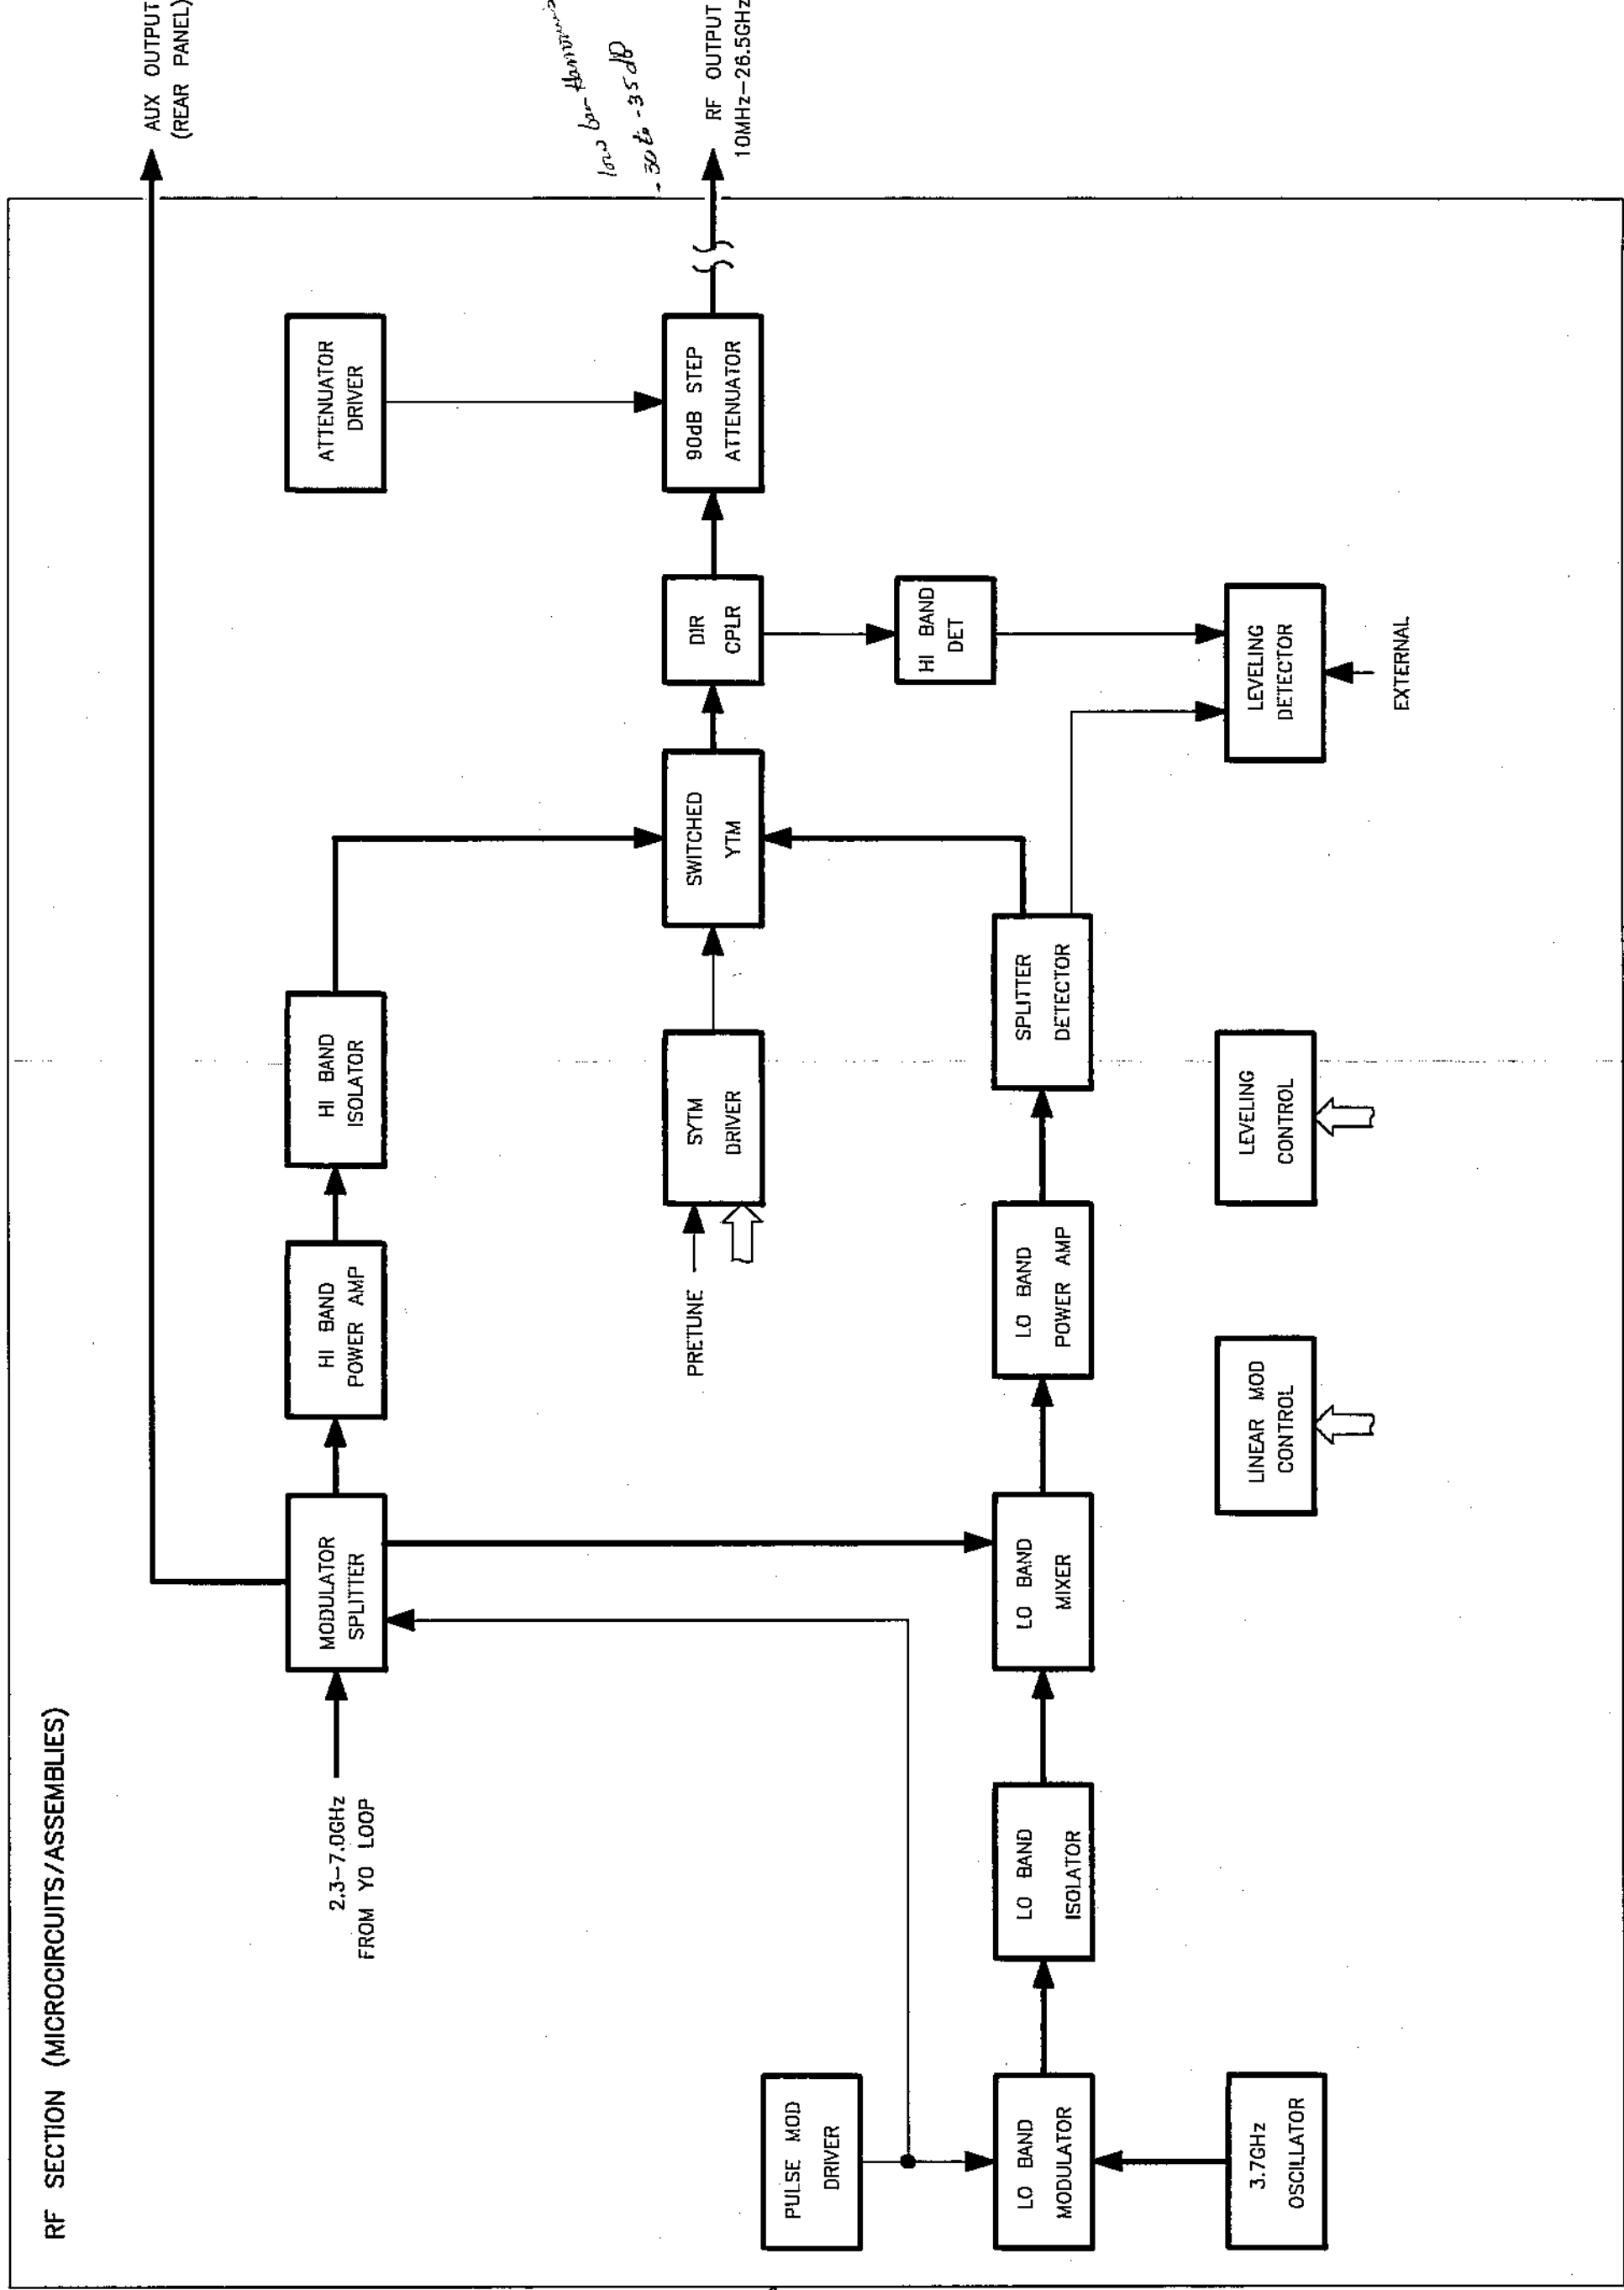 RF SECTION (MICROCIRCUITS/ASSEMBLIES)
AUX OUTPUT
(REAR PANEL)
2.3-7.0GHz
FROM YO LOOP
MODULATOR
SPLITTER
HI BAND
POWER AMP
HI BAND
ISOLATOR
ATTENUATOR
DRIVER
low
-30 to -35 dB
PRETUNE
SYTM
DRIVER
SWITCHED
YTM
DIR
CPLR
90dB STEP
ATTENUATOR
RF OUTPUT
10MHz-26.5GHz
PULSE MOD
DRIVER
HI BAND
DET
LO BAND
MODULATOR
LO BAND
ISOLATOR
LO BAND
MIXER
LO BAND
POWER AMP
SPLITTER
DETECTOR
3.7GHz
OSCILLATOR
LINEAR MOD
CONTROL
LEVELING
CONTROL
LEVELING
DETECTOR
EXTERNAL